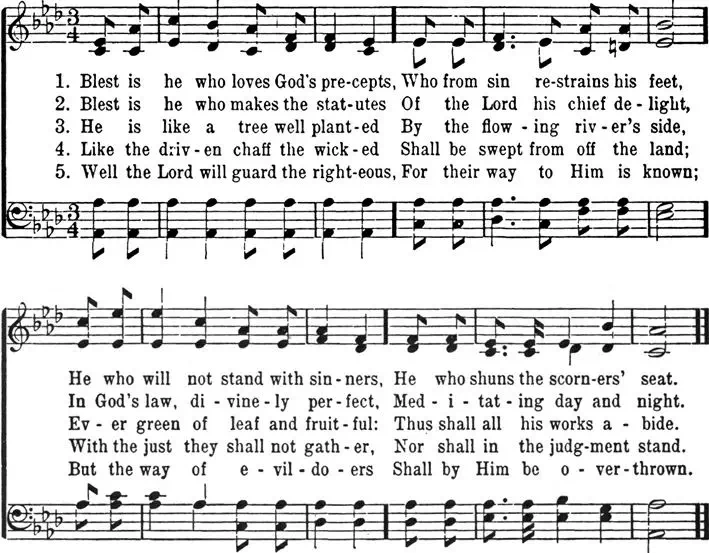 3
4
1. Blest is he who loves God's pre-cepts, Who from sin re-strains his feet,
2. Blest is he who makes the stat-utes Of the Lord his chief de-light,
3. He is like a tree well plant-ed By the flow-ing riv-er's side,
4. Like the driv-en chaff the wick-ed Shall be swept from off the land;
5. Well the Lord will guard the right-eous, For their way to Him is known;
3
4
He who will not stand with sin-ners, He who shuns the scorn-ers' seat.
In God's law, di-vine-ly per-fect, Med-i-tat-ing day and night.
Ev-er green of leaf and fruit-ful: Thus shall all his works a-bide.
With the just they shall not gath-er, Nor shall in the judg-ment stand.
But the way of e-vil-do-ers Shall by Him be o-ver-thrown.